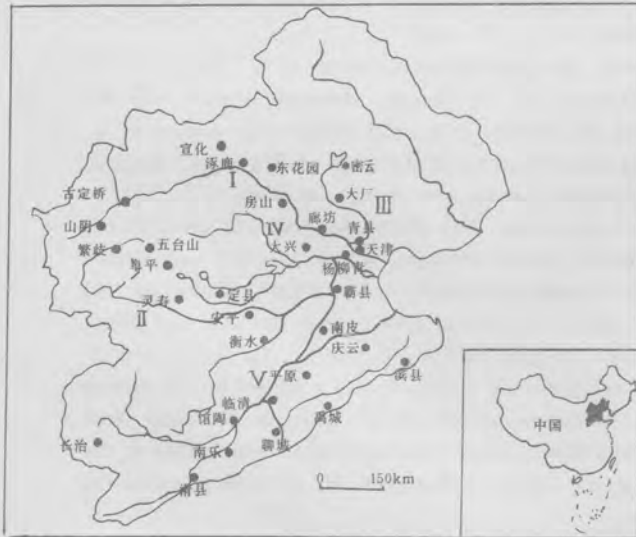 宣化
涿鹿
东花园
密云
I
大厂
III
古定桥
房山
山阴
廊坊
青县
IV
繁峙
五台山
大兴
天津
阜平
杨柳青
定县
霸县
灵寿
II
安平
南皮
衡水
庆云
滨县
V
平原
临清
禹城
馆陶
中国
长治
聊城
南乐
0 150km